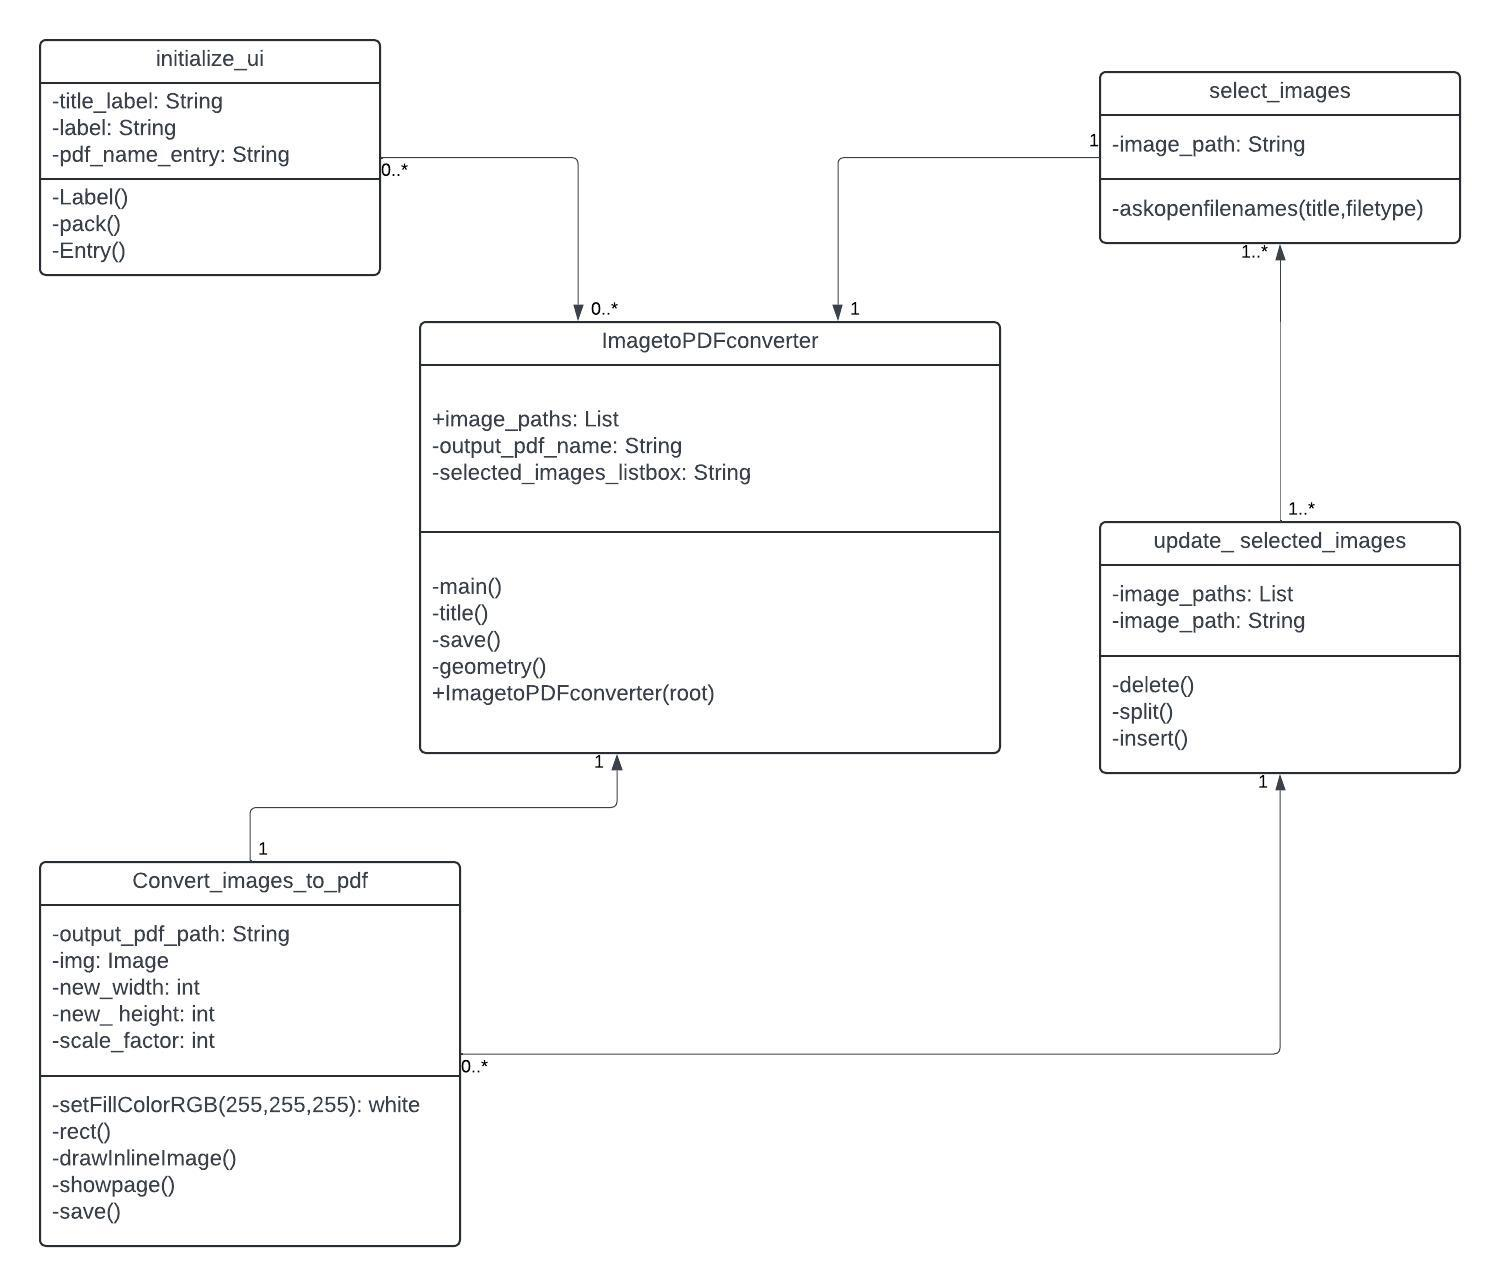 initialize_ui
-title_label: String
-label: String
-pdf_name_entry: String
-Label()
-pack()
-Entry()
0..*
0..*
select_images
-image_path: String
-askopenfilenames(title,filetype)
1
1
1..*
1..*
ImagetoPDFconverter
+image_paths: List
-output_pdf_name: String
-selected_images_listbox: String
-main()
-title()
-save()
-geometry()
+ImagetoPDFconverter(root)
update_ selected_images
-image_paths: List
-image_path: String
-delete()
-split()
-insert()
1
1
1
Convert_images_to_pdf
-output_pdf_path: String
-img: Image
-new_width: int
-new_ height: int
-scale_factor: int
-setFillColorRGB(255,255,255): white
-rect()
-drawInlineImage()
-showpage()
-save()
0..*